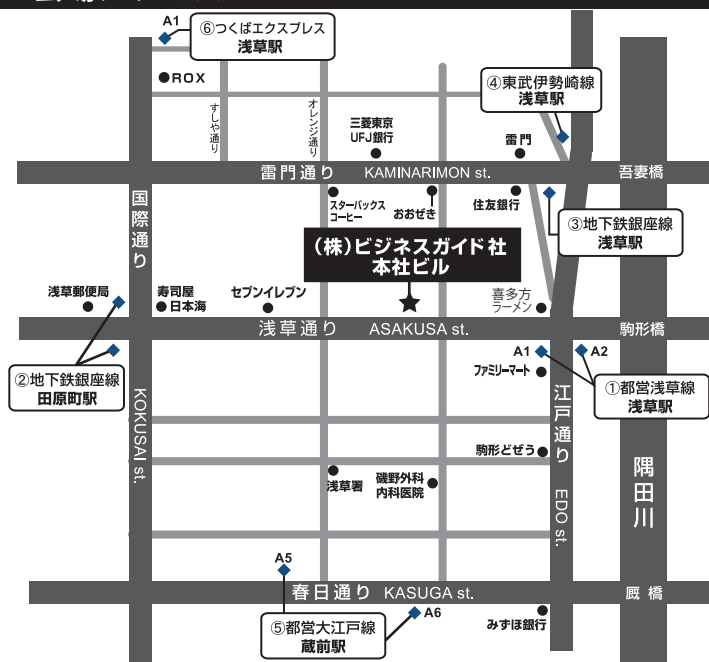 A1
⑥つくばエクスプレス
浅草駅
ROX
すしや通り
オレンジ通り
三菱東京
UFJ銀行
雷門
④東武伊勢崎線
浅草駅
雷門通り KAMINARIMON st.
吾妻橋
国際通り
スターバックス
コーヒー
おおぜき
住友銀行
③地下鉄銀座線
浅草駅
(株)ビジネスガイド社
本社ビル
浅草郵便局
寿司屋
日本海
セブンイレブン
喜多方
ラーメン
浅草通り ASAKUSA st.
駒形橋
②地下鉄銀座線
田原町駅
A1
A2
ファミリーマート
①都営浅草線
浅草駅
KOKUSAI st.
江戸通り EDO st.
駒形どぜう
浅草署
磯野外科
内科医院
隅田川
A5
春日通り KASUGA st.
厩橋
A6
⑤都営大江戸線
蔵前駅
みずほ銀行